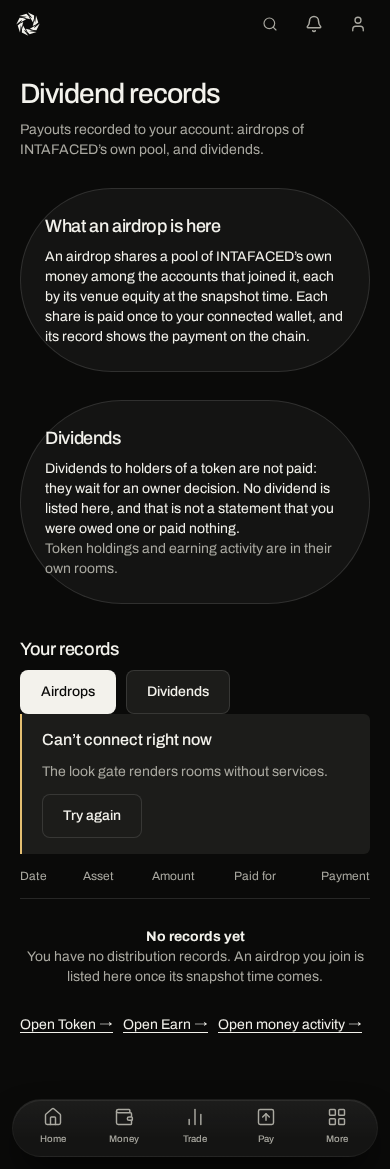 Dividend records
Payouts recorded to your account: airdrops of
INTAFACED's own pool, and dividends.
What an airdrop is here
An airdrop shares a pool of INTAFACED's own
money among the accounts that joined it, each
by its venue equity at the snapshot time. Each
share is paid once to your connected wallet, and
its record shows the payment on the chain.
Dividends
Dividends to holders of a token are not paid:
they wait for an owner decision. No dividend is
listed here, and that is not a statement that you
were owed one or paid nothing.
Token holdings and earning activity are in their
own rooms.
Your records
Airdrops Dividends
Can't connect right now
The look gate renders rooms without services.
Try again
Date Asset Amount Paid for Payment
No records yet
You have no distribution records. An airdrop you join is
listed here once its snapshot time comes.
Open Token → Open Earn → Open money activity →
Home Money Trade Pay More